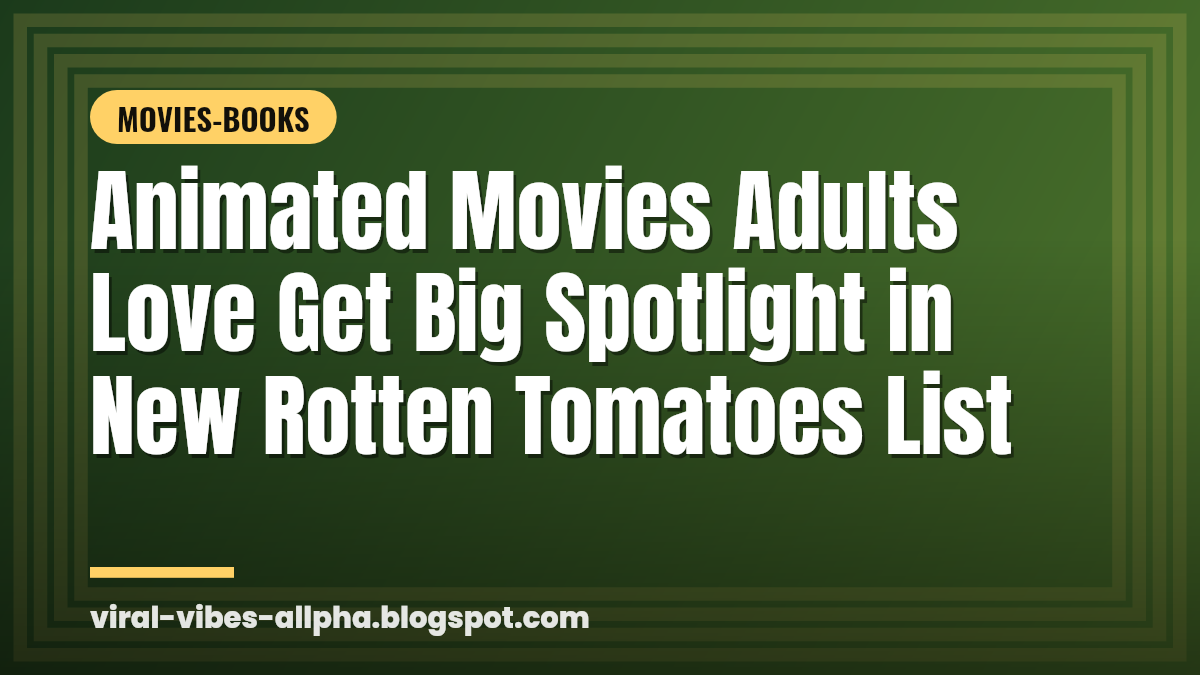 MOVIES-BOOKS
Animated Movies Adults
Love Get Big Spotlight in
New Rotten Tomatoes List
viral-vibes-allpha.blogspot.com